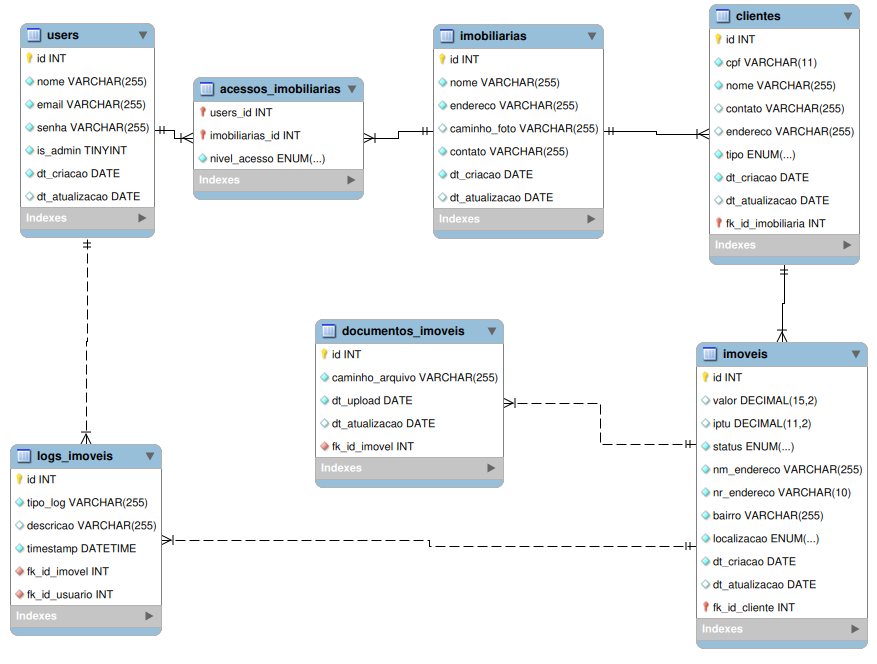 users
id INT
nome VARCHAR(255)
email VARCHAR(255)
senha VARCHAR(255)
is_admin TINYINT
dt_criacao DATE
dt_atualizacao DATE
Indexes
acessos_imobiliarias
users_id INT
imobiliarias_id INT
nivel_acesso ENUM(...)
Indexes
imobiliarias
id INT
nome VARCHAR(255)
endereco VARCHAR(255)
caminho_foto VARCHAR(255)
contato VARCHAR(255)
dt_criacao DATE
dt_atualizacao DATE
Indexes
clientes
id INT
cpf VARCHAR(11)
nome VARCHAR(255)
contato VARCHAR(255)
endereco VARCHAR(255)
tipo ENUM(...)
dt_criacao DATE
dt_atualizacao DATE
fk_id_imobiliaria INT
Indexes
documentos_imoveis
id INT
caminho_arquivo VARCHAR(255)
dt_upload DATE
dt_atualizacao DATE
fk_id_imovel INT
Indexes
imoveis
id INT
valor DECIMAL(15,2)
iptu DECIMAL(11,2)
status ENUM(...)
nm_endereco VARCHAR(255)
nr_endereco VARCHAR(10)
bairro VARCHAR(255)
localizacao ENUM(...)
dt_criacao DATE
dt_atualizacao DATE
fk_id_cliente INT
Indexes
logs_imoveis
id INT
tipo_log VARCHAR(255)
descricao VARCHAR(255)
timestamp DATETIME
fk_id_imovel INT
fk_id_usuario INT
Indexes